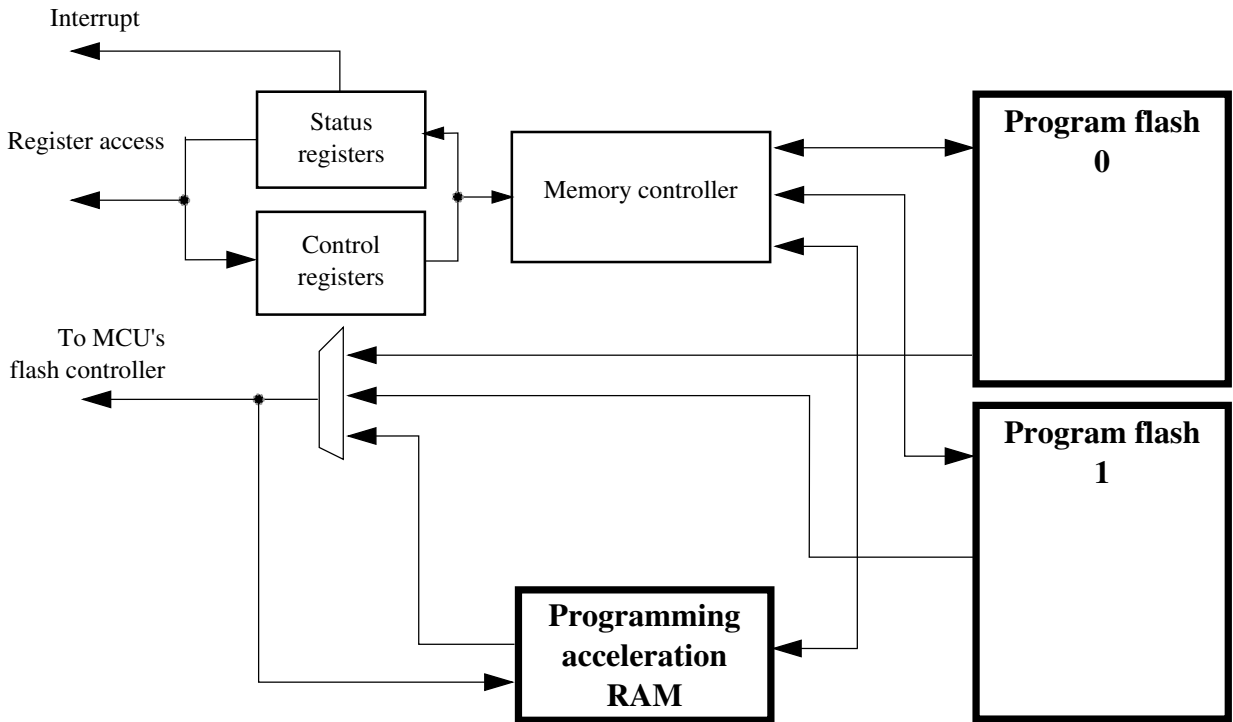 Interrupt
Register access
Status
registers
Control
registers
Memory controller
Program flash
0
To MCU's
flash controller
Program flash
1
Programming
acceleration
RAM